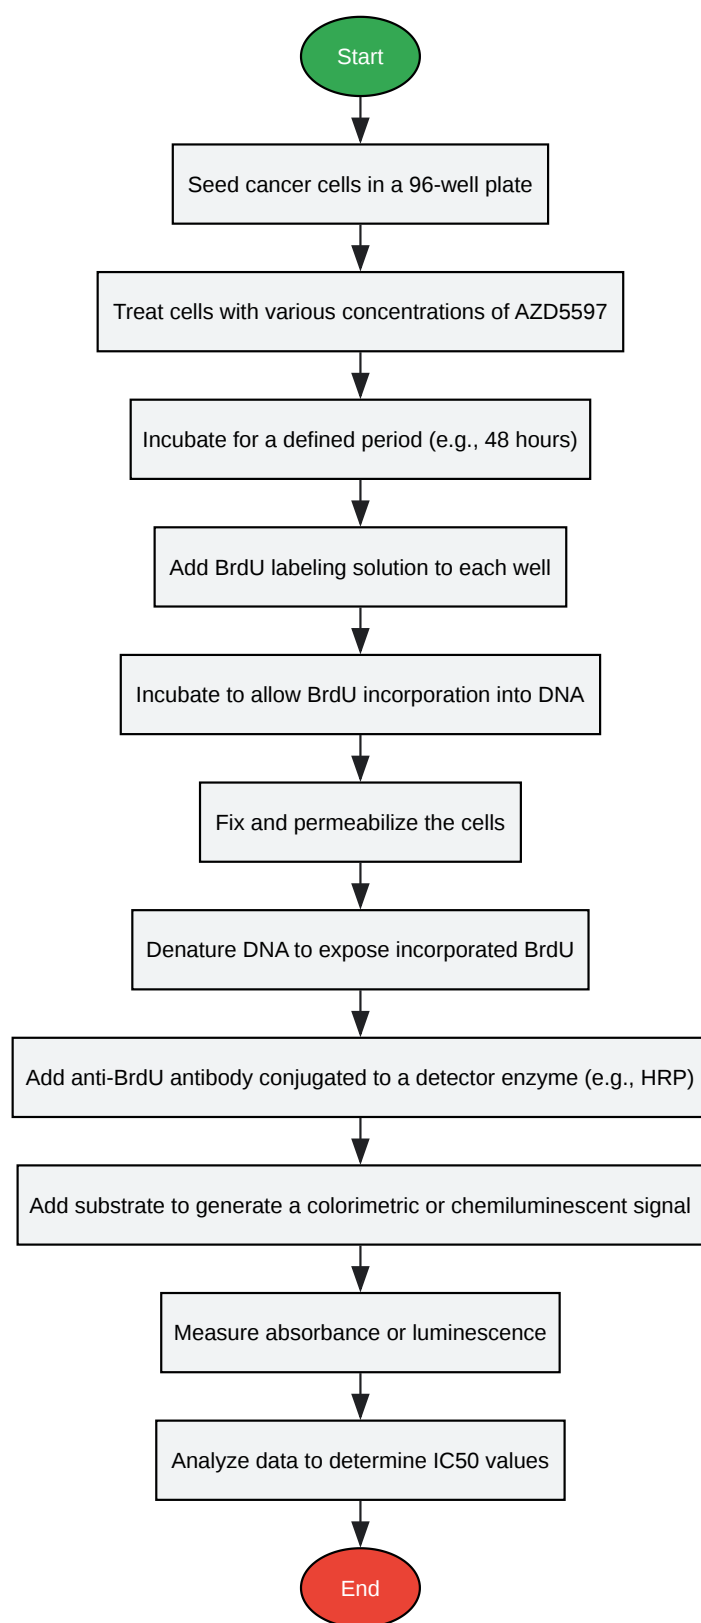 Start
Seed cancer cells in a 96-well plate
Treat cells with various concentrations of AZD5597
Incubate for a defined period (e.g., 48 hours)
Add BrdU labeling solution to each well
Incubate to allow BrdU incorporation into DNA
Fix and permeabilize the cells
Denature DNA to expose incorporated BrdU
Add anti-BrdU antibody conjugated to a detector enzyme (e.g., HRP)
Add substrate to generate a colorimetric or chemiluminescent signal
Measure absorbance or luminescence
Analyze data to determine IC50 values
End